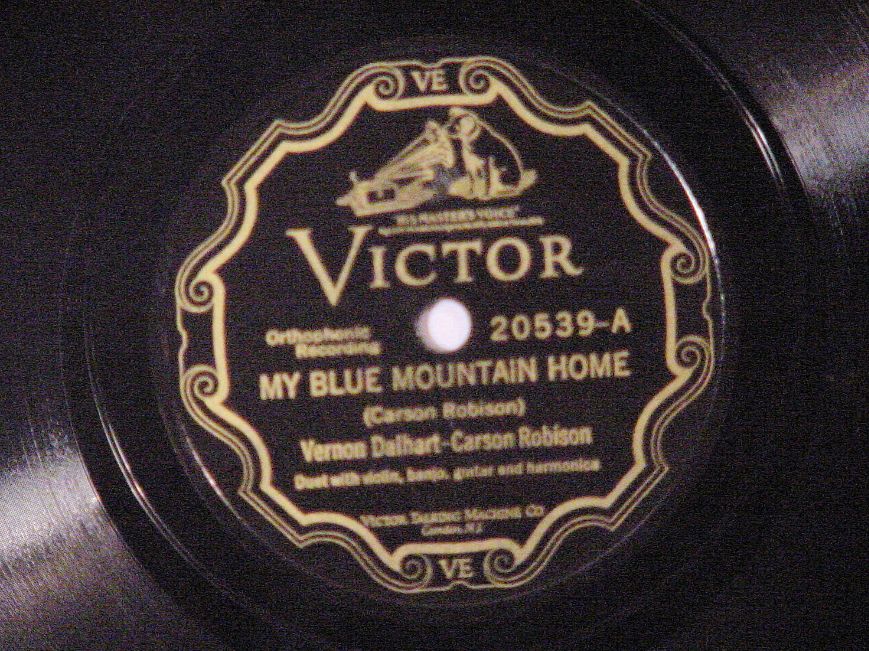 VE
"HIS MASTER'S VOICE"
VICTOR
Orthophonic
Recording
20539-A
MY BLUE MOUNTAIN HOME
(Carson Robison)
Vernon Dalhart-Carson Robison
Duet with violin, banjo, guitar and harmonica
VICTOR TALKING MACHINE CO.
Camden, N.J.
VE